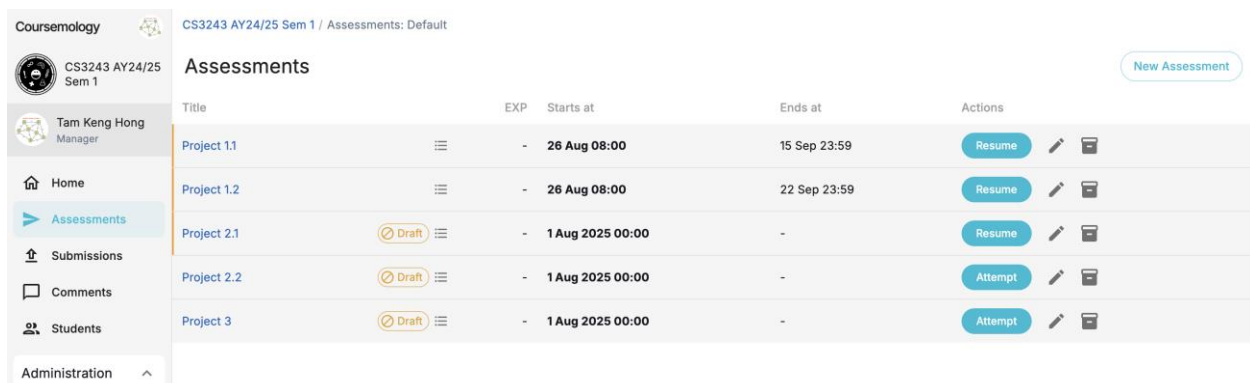 Coursemology
CS3243 AY24/25 Sem 1 / Assessments: Default
CS3243 AY24/25
Sem 1
Tam Keng Hong
Manager
Home
Assessments
Submissions
Comments
Students
Administration
Assessments
New Assessment
Title EXP Starts at Ends at Actions
Project 1.1 - 26 Aug 08:00 15 Sep 23:59 Resume
Project 1.2 - 26 Aug 08:00 22 Sep 23:59 Resume
Project 2.1 Draft - 1 Aug 2025 00:00 - Resume
Project 2.2 Draft - 1 Aug 2025 00:00 - Attempt
Project 3 Draft - 1 Aug 2025 00:00 - Attempt